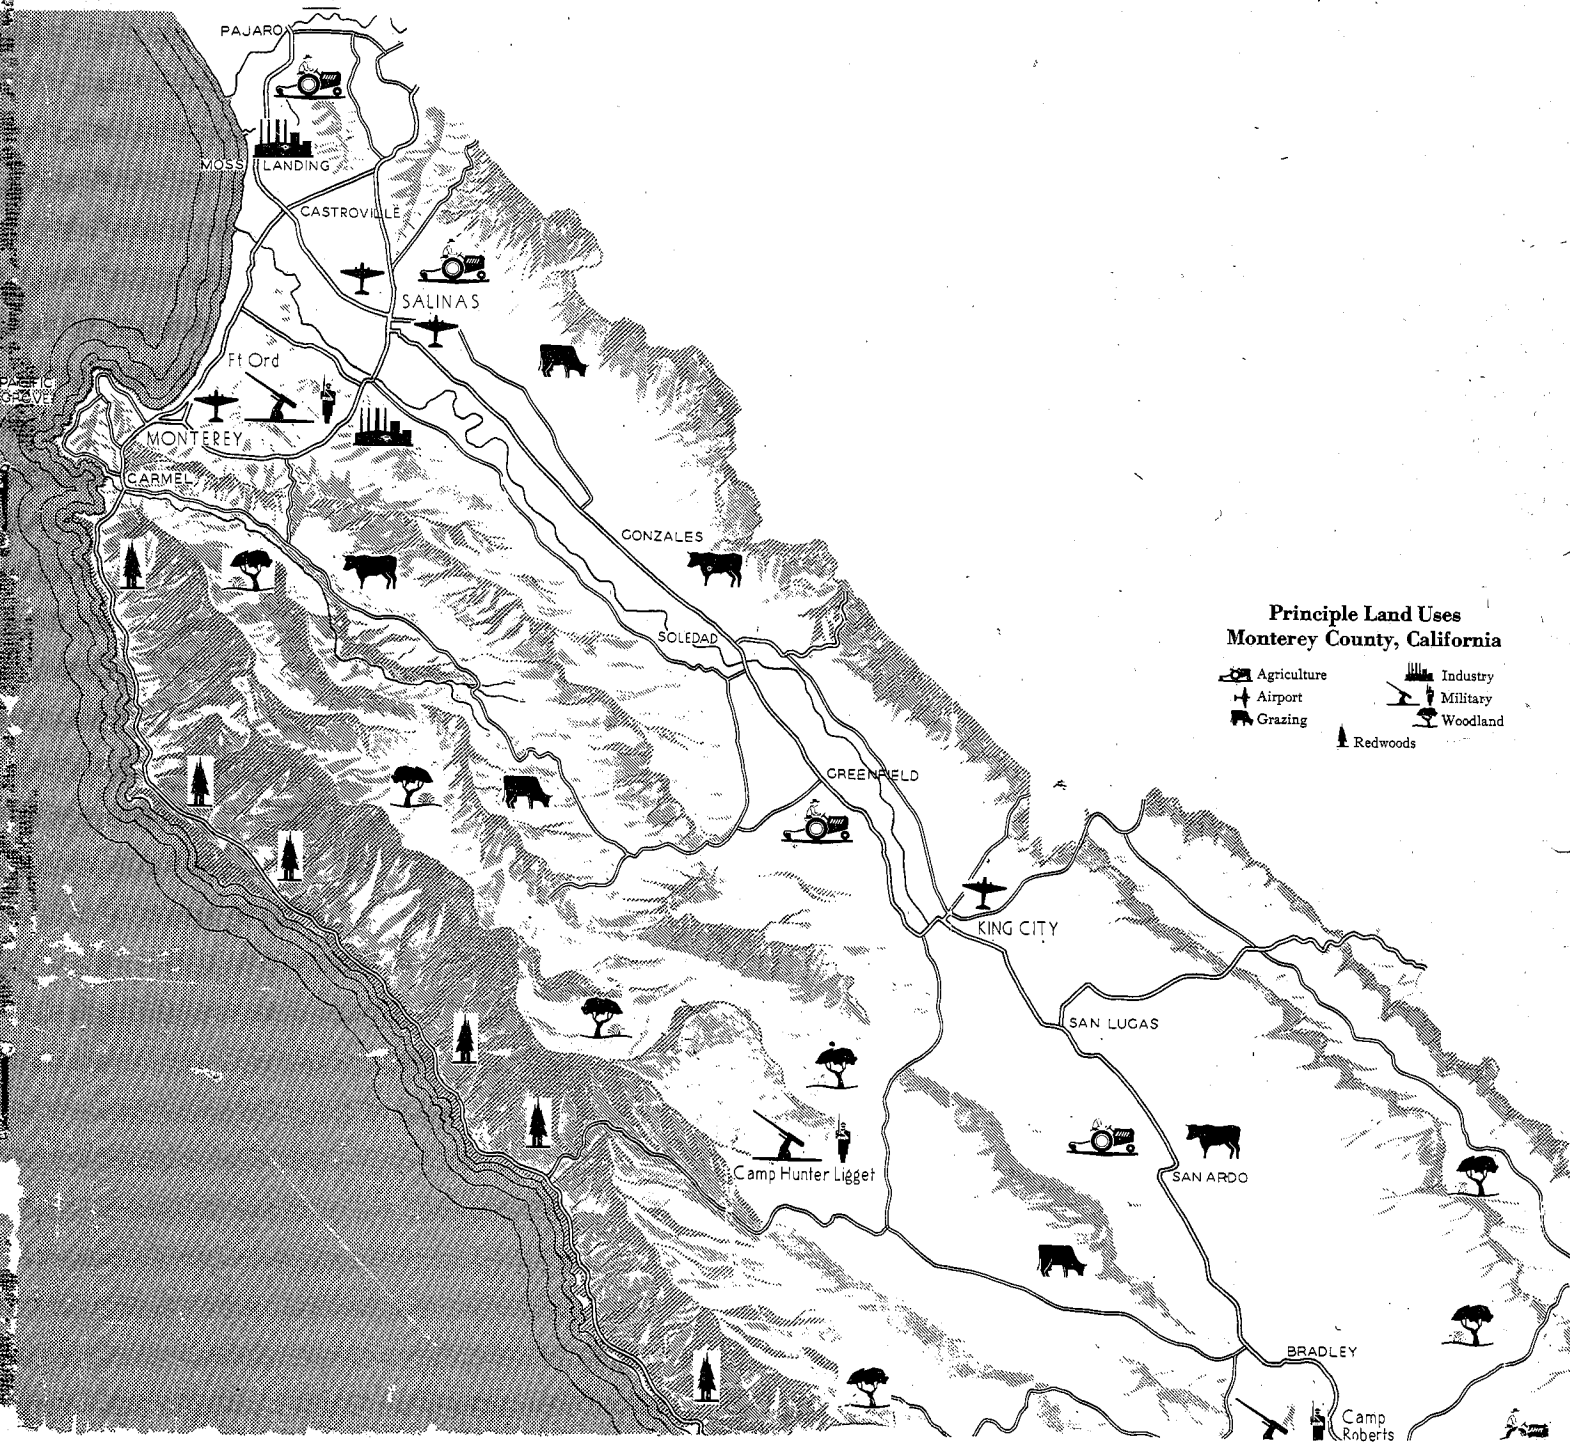 PAJARO
MOSS LANDING
CASTROVILLE
SALINAS
Ft Ord
PACIFIC
GROVE
MONTEREY
CARMEL
GONZALES
SOLEDAD
Principle Land Uses
Monterey County, California
Agriculture
Industry
Airport
Military
Grazing
Woodland
Redwoods
GREENFIELD
KING CITY
SAN LUGAS
Camp Hunter Ligget
SAN ARDO
BRADLEY
Camp
Roberts